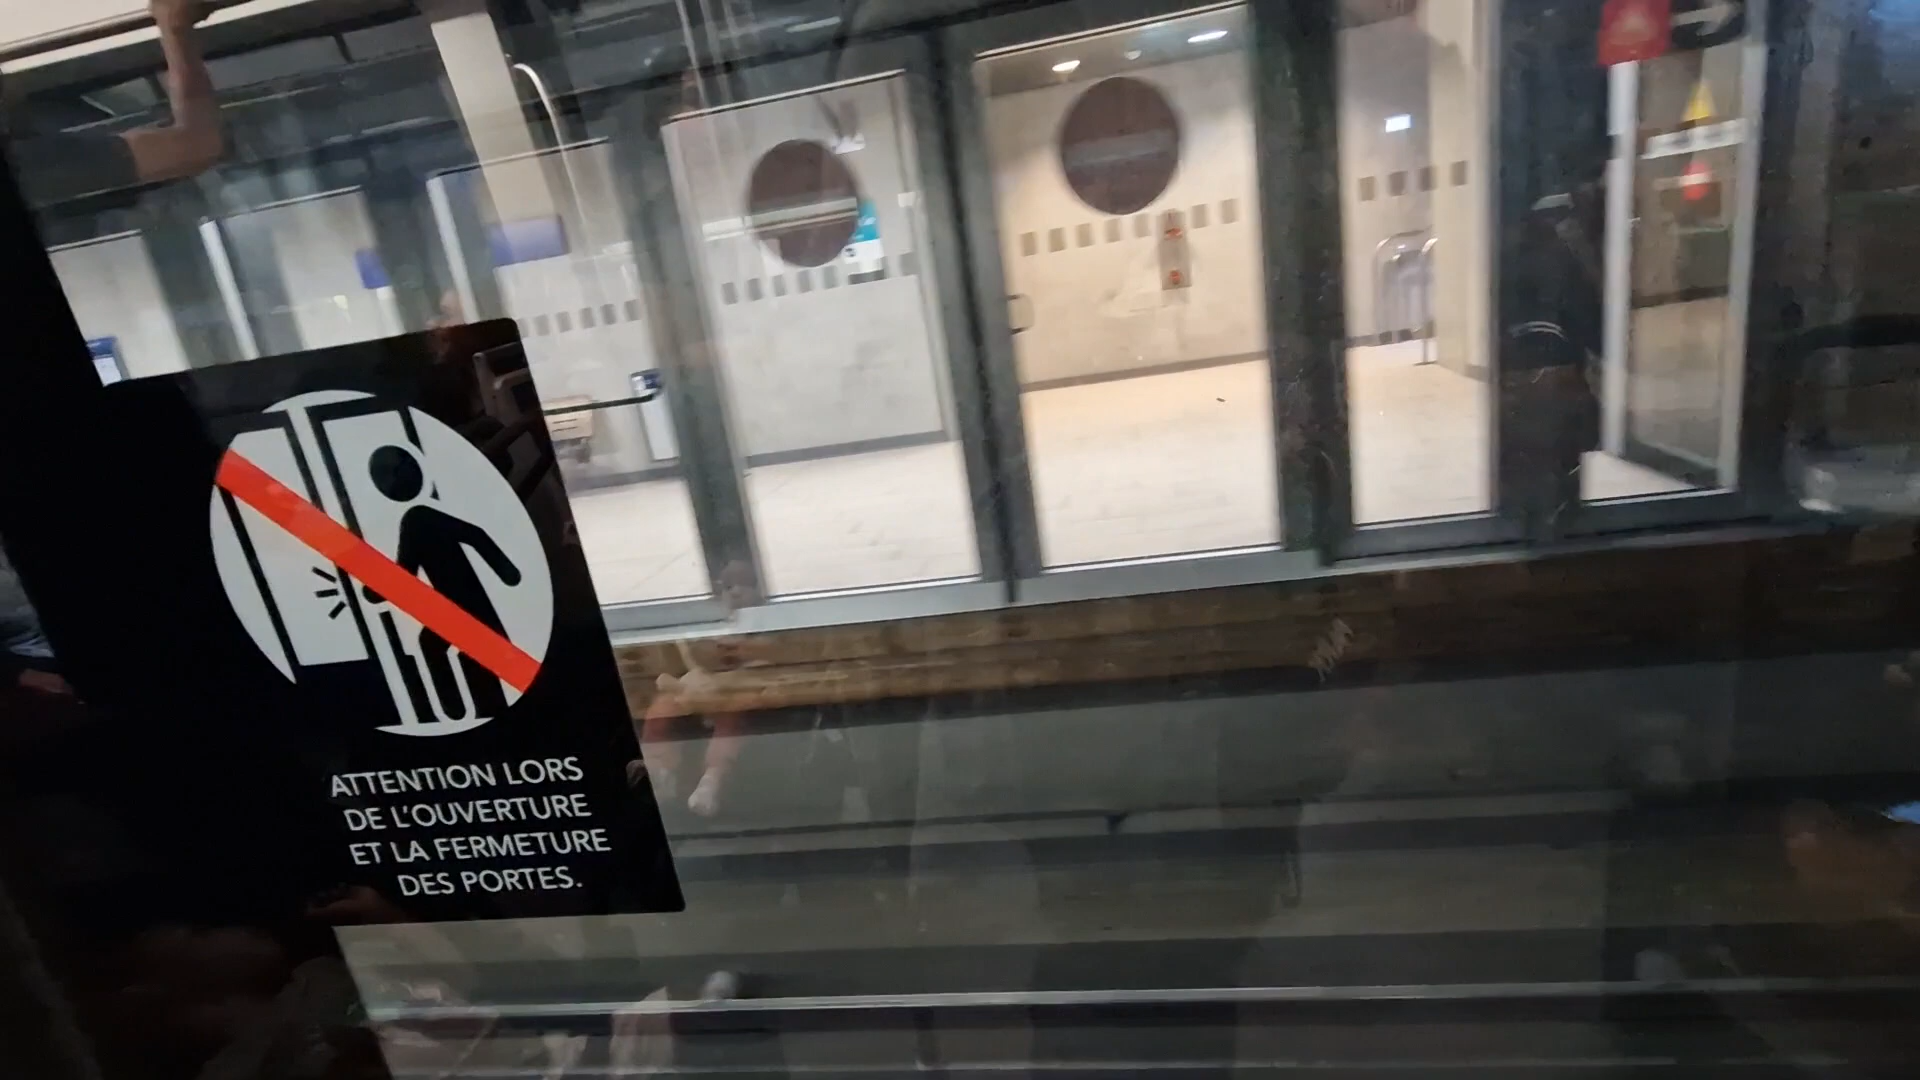 ATTENTION LORS
DE L'OUVERTURE
ET LA FERMETURE
DES PORTES.